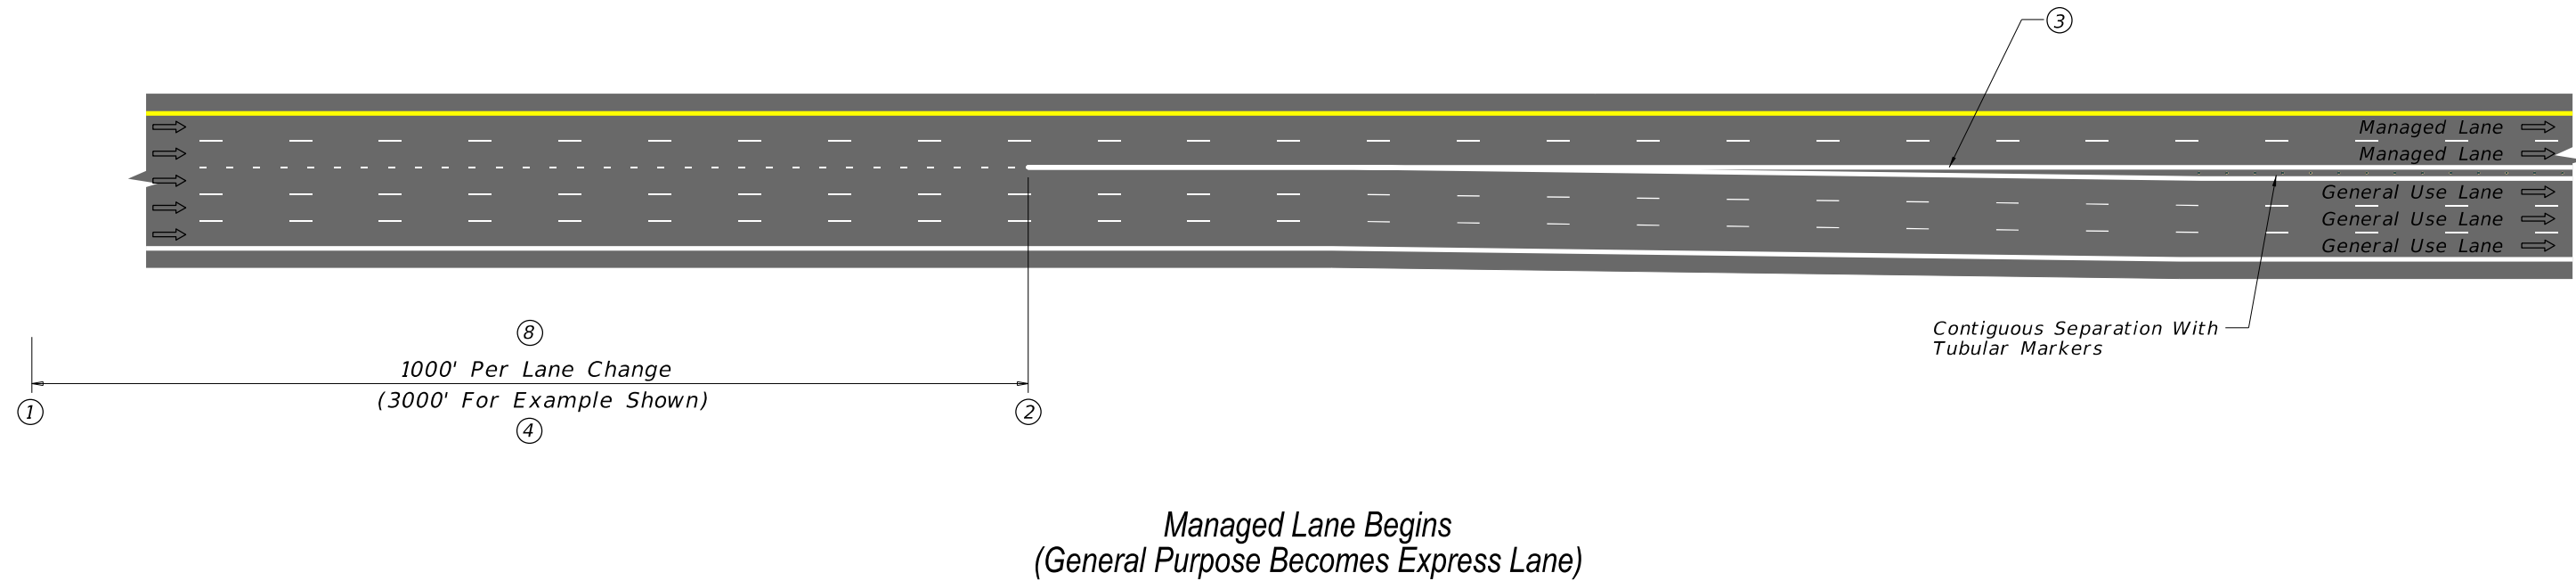 3
Managed Lane
Managed Lane
General Use Lane
General Use Lane
General Use Lane
Contiguous Separation With
Tubular Markers
8
1000' Per Lane Change
(3000' For Example Shown)
1
2
4
Managed Lane Begins
(General Purpose Becomes Express Lane)